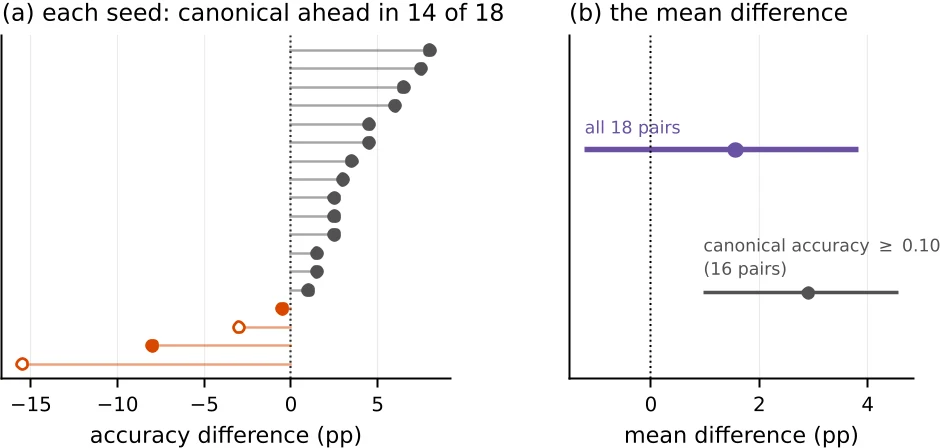 (a) each seed: canonical ahead in 14 of 18
(b) the mean difference
all 18 pairs
canonical accuracy ≥ 0.10
(16 pairs)
−15 −10 −5 0 5
0 2 4
accuracy difference (pp)
mean difference (pp)